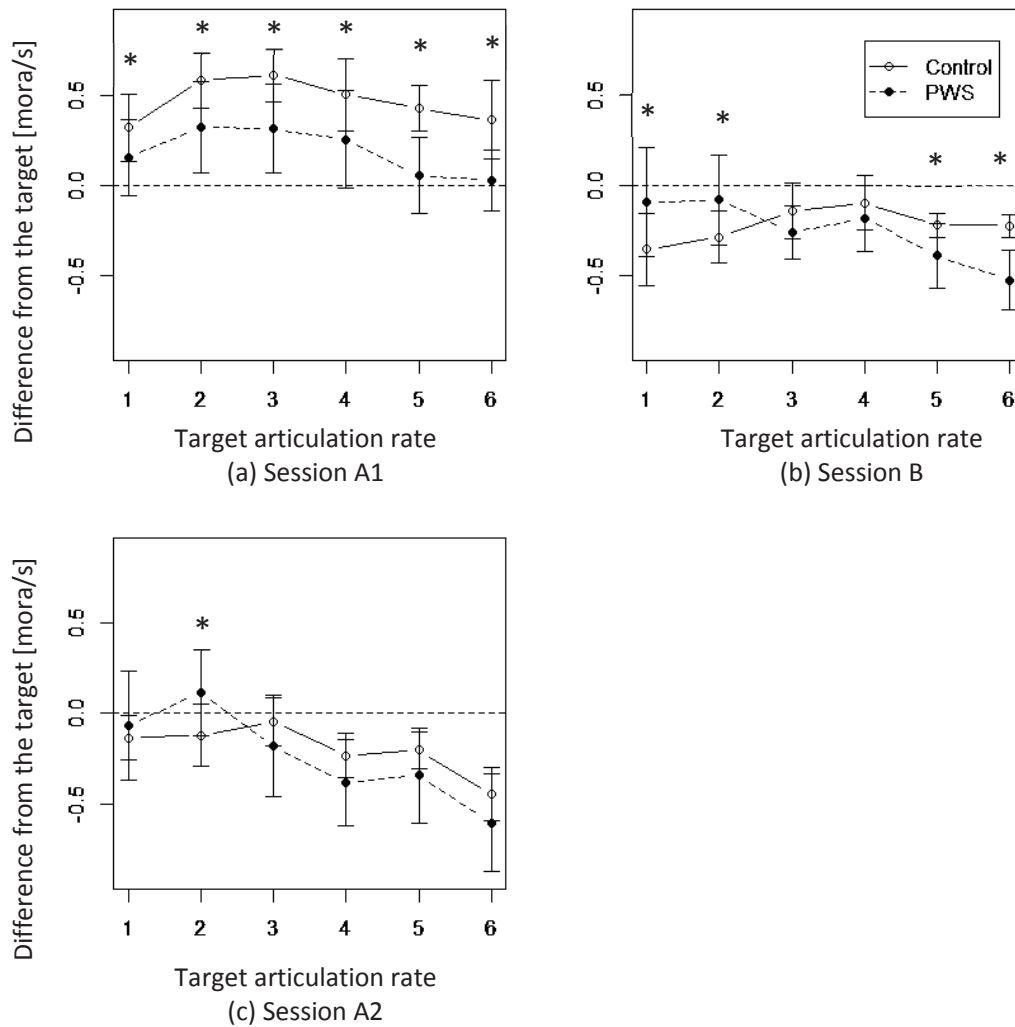 Difference from the target [mora/s]
0.5
0.0
-0.5
* * * * * *
1 2 3 4 5 6
Target articulation rate
(a) Session A1
0.5
0.0
-0.5
* * * *
Control
PWS
1 2 3 4 5 6
Target articulation rate
(b) Session B
Difference from the target [mora/s]
0.5
0.0
-0.5
*
1 2 3 4 5 6
Target articulation rate
(c) Session A2